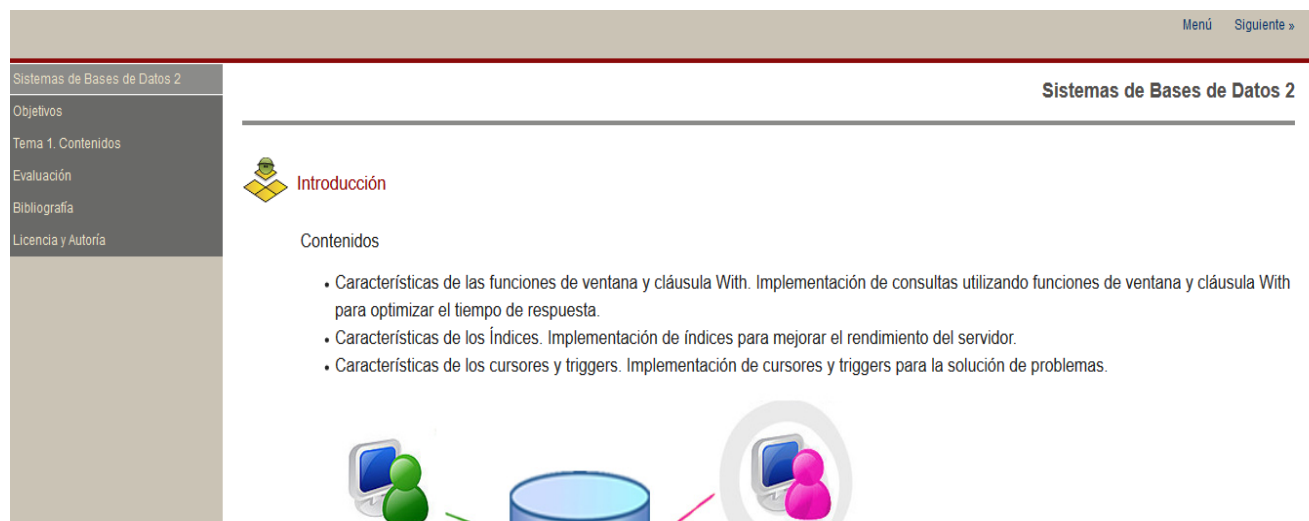 Menú Siguiente »
Sistemas de Bases de Datos 2
Objetivos
Tema 1. Contenidos
Evaluación
Bibliografía
Licencia y Autoría
Sistemas de Bases de Datos 2
Introducción
Contenidos
• Características de las funciones de ventana y cláusula With. Implementación de consultas utilizando funciones de ventana y cláusula With
para optimizar el tiempo de respuesta.
• Características de los Índices. Implementación de índices para mejorar el rendimiento del servidor.
• Características de los cursores y triggers. Implementación de cursores y triggers para la solución de problemas.